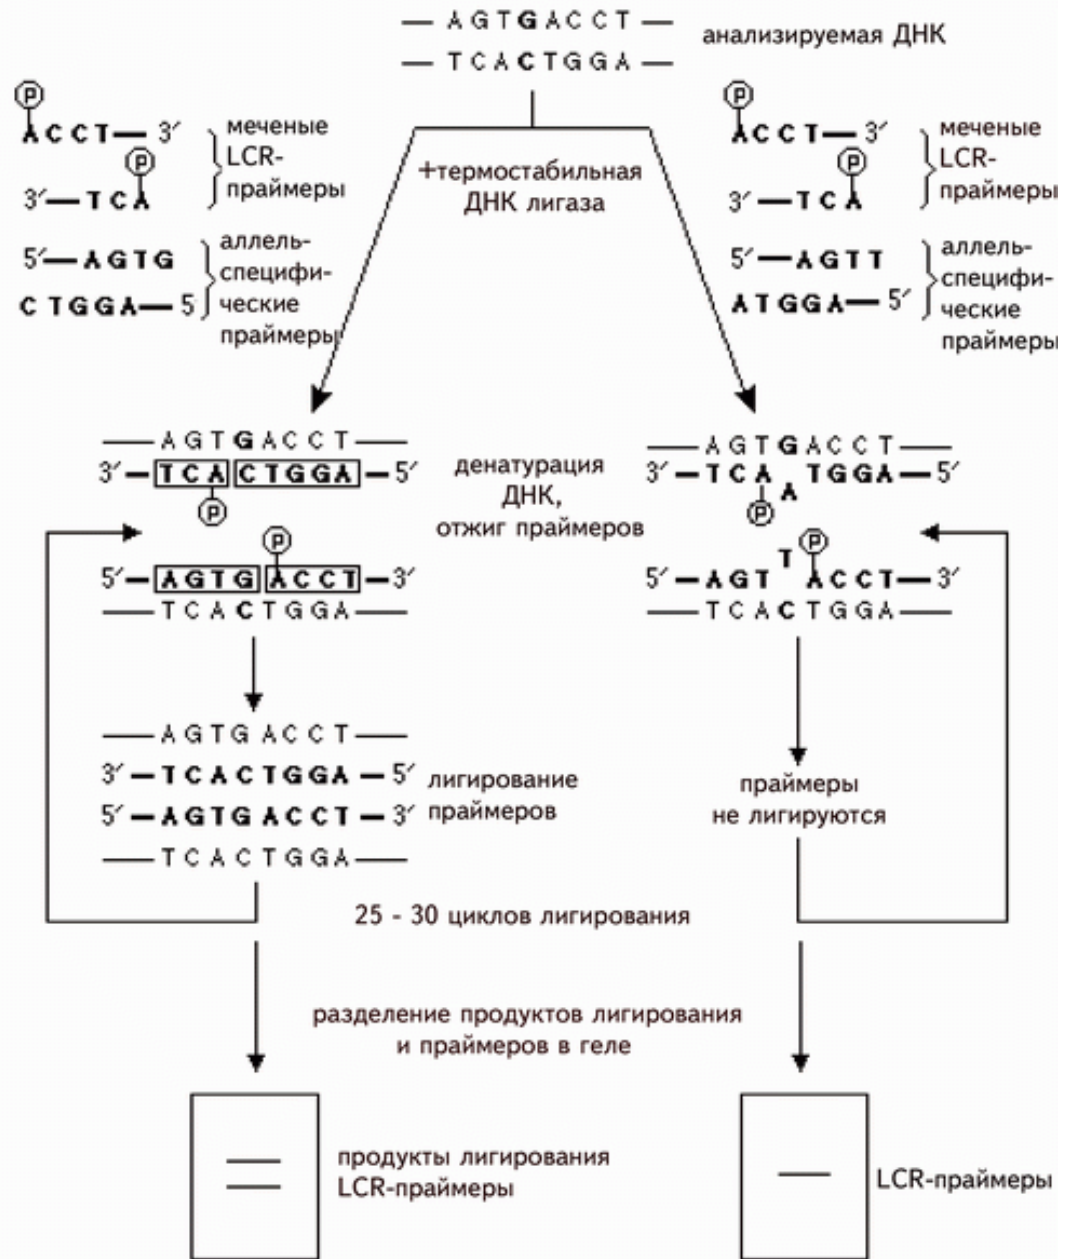 — A G T G A C C T —
— T C A C T G G A —
анализируемая ДНК
P
A C C T — 3′
P
3′ — T C A
меченые
LCR-
праймеры
5′ — A G T G
C T G G A — 5
аллель-
специфи-
ческие
праймеры
+термостабильная
ДНК лигаза
P
A C C T — 3′
P
3′ — T C A
меченые
LCR-
праймеры
5′ — A G T T
A T G G A — 5′
аллель-
специфи-
ческие
праймеры
— A G T G A C C T —
3′ — T C A C T G G A — 5′
P
P
5′ — A G T G A C C T — 3′
— T C A C T G G A —
денатурация
ДНК,
отжиг праймеров
— A G T G A C C T —
3′ — T C A T G G A — 5′
A
P
T P
5′ — A G T A C C T — 3′
— T C A C T G G A —
— A G T G A C C T —
3′ — T C A C T G G A — 5′
5′ — A G T G A C C T — 3′
— T C A C T G G A —
лигирование
праймеров
праймеры
не лигируются
25 - 30 циклов лигирования
разделение продуктов лигирования
и праймеров в геле
продукты лигирования
LCR-праймеры
LCR-праймеры